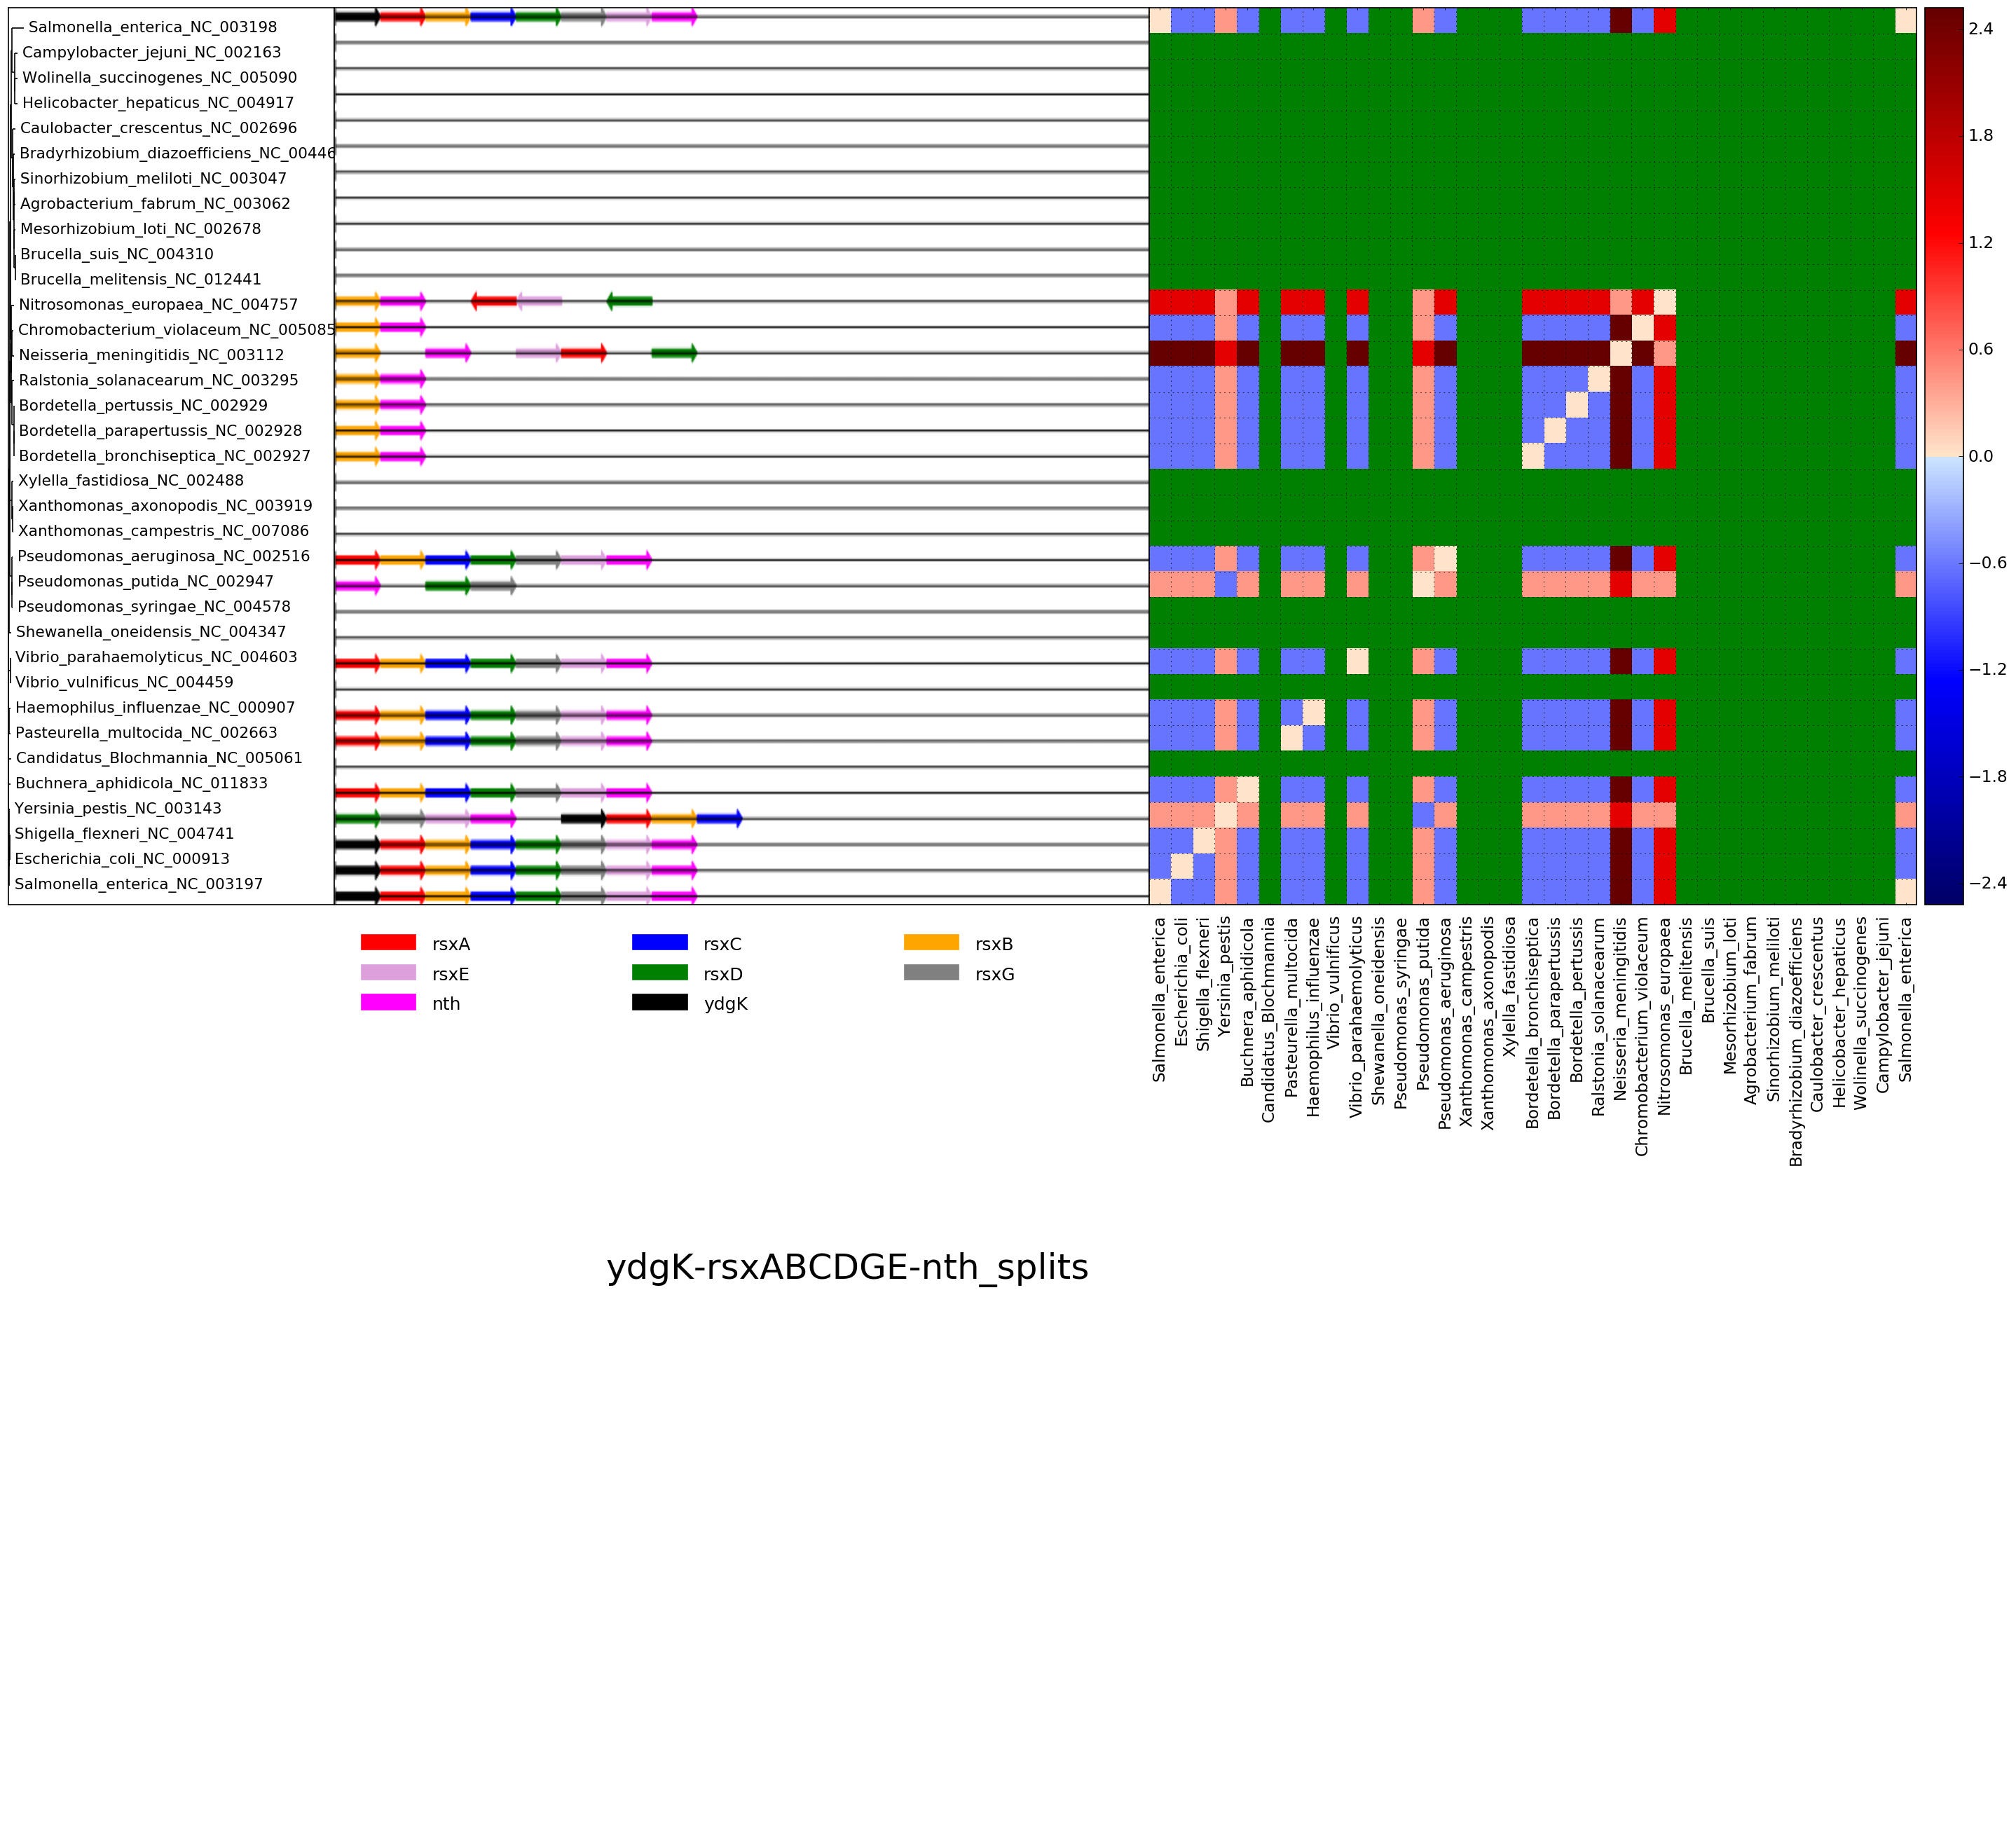 Salmonella_enterica_NC_003198
Campylobacter_jejuni_NC_002163
Wolinella_succinogenes_NC_005090
Helicobacter_hepaticus_NC_004917
Caulobacter_crescentus_NC_002696
Bradyrhizobium_diazoefficiens_NC_00446
Sinorhizobium_meliloti_NC_003047
Agrobacterium_fabrum_NC_003062
Mesorhizobium_loti_NC_002678
Brucella_suis_NC_004310
Brucella_melitensis_NC_012441
Nitrosomonas_europaea_NC_004757
Chromobacterium_violaceum_NC_005085
Neisseria_meningitidis_NC_003112
Ralstonia_solanacearum_NC_003295
Bordetella_pertussis_NC_002929
Bordetella_parapertussis_NC_002928
Bordetella_bronchiseptica_NC_002927
Xylella_fastidiosa_NC_002488
Xanthomonas_axonopodis_NC_003919
Xanthomonas_campestris_NC_007086
Pseudomonas_aeruginosa_NC_002516
Pseudomonas_putida_NC_002947
Pseudomonas_syringae_NC_004578
Shewanella_oneidensis_NC_004347
Vibrio_parahaemolyticus_NC_004603
Vibrio_vulnificus_NC_004459
Haemophilus_influenzae_NC_000907
Pasteurella_multocida_NC_002663
Candidatus_Blochmannia_NC_005061
Buchnera_aphidicola_NC_011833
Yersinia_pestis_NC_003143
Shigella_flexneri_NC_004741
Escherichia_coli_NC_000913
Salmonella_enterica_NC_003197
2.4
1.8
1.2
0.6
0.0
−0.6
−1.2
−1.8
−2.4
rsxA
rsxC
rsxB
rsxE
rsxD
rsxG
nth
ydgK
Salmonella_enterica
Escherichia_coli
Shigella_flexneri
Yersinia_pestis
Buchnera_aphidicola
Candidatus_Blochmannia
Pasteurella_multocida
Haemophilus_influenzae
Vibrio_vulnificus
Vibrio_parahaemolyticus
Shewanella_oneidensis
Pseudomonas_syringae
Pseudomonas_putida
Pseudomonas_aeruginosa
Xanthomonas_campestris
Xanthomonas_axonopodis
Xylella_fastidiosa
Bordetella_bronchiseptica
Bordetella_parapertussis
Bordetella_pertussis
Ralstonia_solanacearum
Neisseria_meningitidis
Chromobacterium_violaceum
Nitrosomonas_europaea
Brucella_melitensis
Brucella_suis
Mesorhizobium_loti
Agrobacterium_fabrum
Sinorhizobium_meliloti
Bradyrhizobium_diazoefficiens
Caulobacter_crescentus
Helicobacter_hepaticus
Wolinella_succinogenes
Campylobacter_jejuni
Salmonella_enterica
ydgK-rsxABCDGE-nth_splits